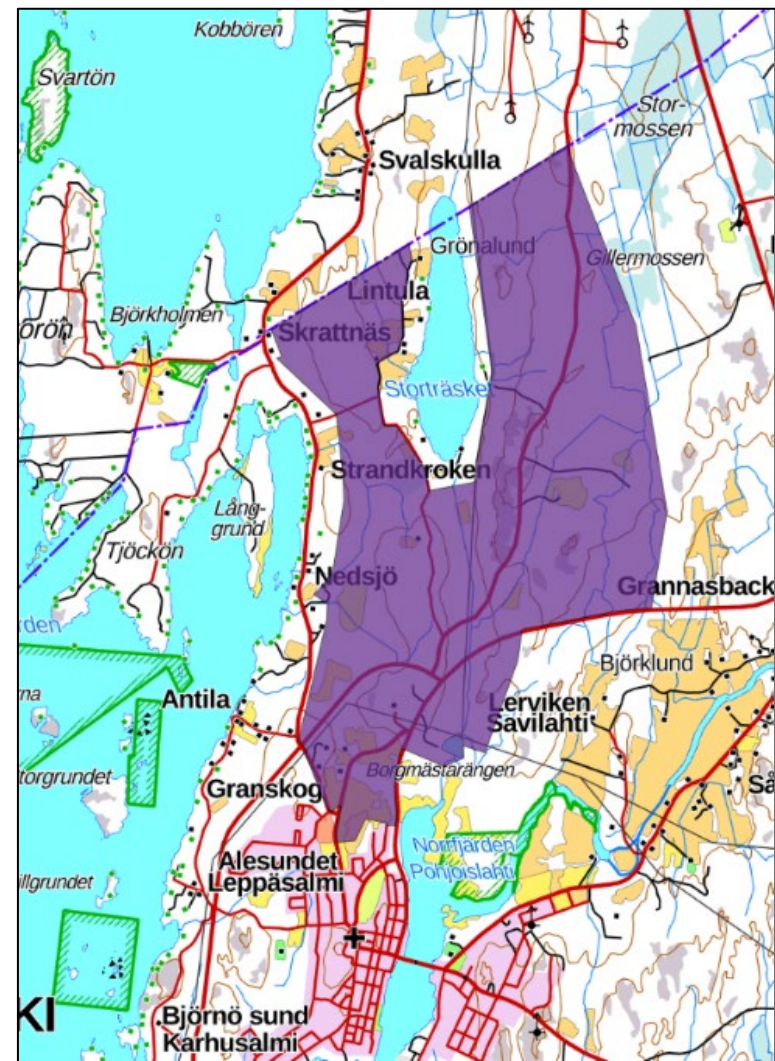 Kobbören
Svartön
Stor-
mossen
Svalskulla
Grönalund
Gillermossen
Lintula
Björkholmen
Skrattnäs
Storträsket
Strandkroken
Lång-
grund
Tjöckön
Nedsjö
Grannasback
Björklund
Antila
Lerviken
Savilahti
Borgmästarängen
Granskog
Norrfjärden
Pohjoislahti
Alesundet
Leppäsalmi
KI
Björnö sund
Karhusalmi